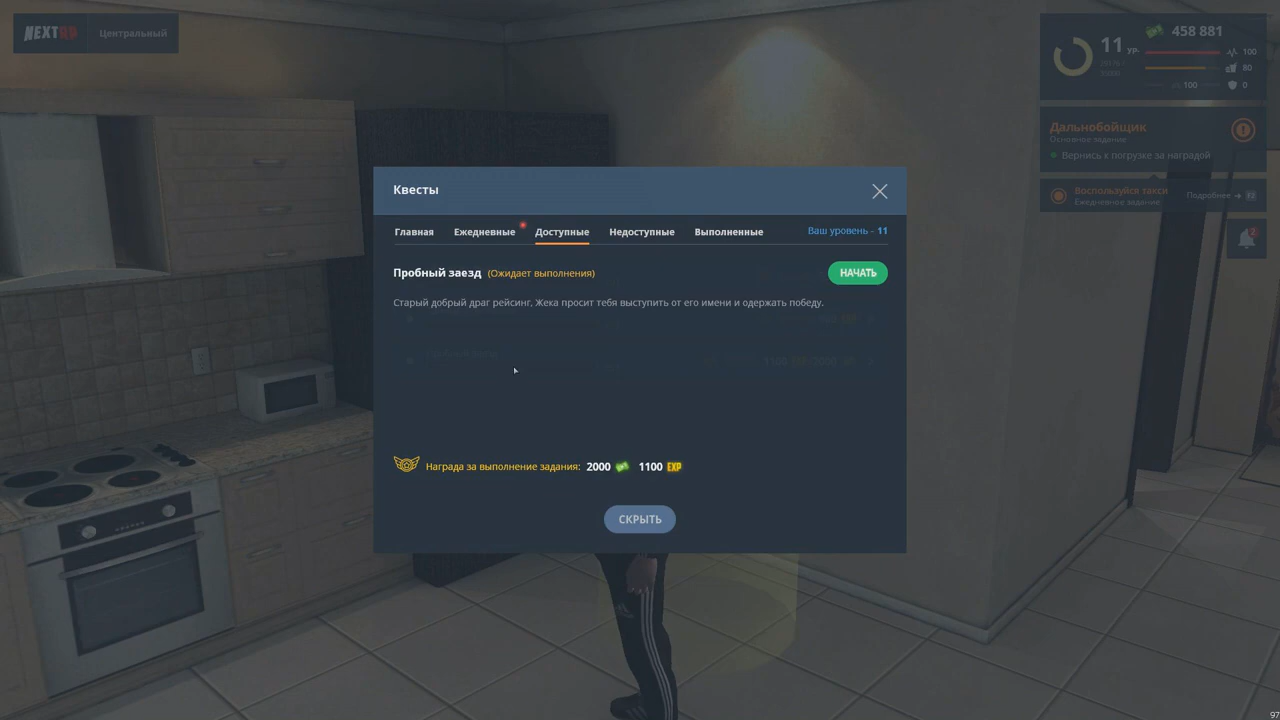 NEXTRP Центральный
11 ур.
458 881
100
80
100 0
Дальнобойщик
Основное задание
Вернись к погрузке за наградой
Воспользуйся такси
Ежедневное задание
Подробнее → F2
2
Квесты
Главная Ежедневные Доступные Недоступные Выполненные Ваш уровень - 11
Пробный заезд (Ожидает выполнения) НАЧАТЬ
Старый добрый драг рейсинг, Жека просит тебя выступить от его имени и одержать победу.
Награда за выполнение задания: 2000 1100 EXP
СКРЫТЬ
97